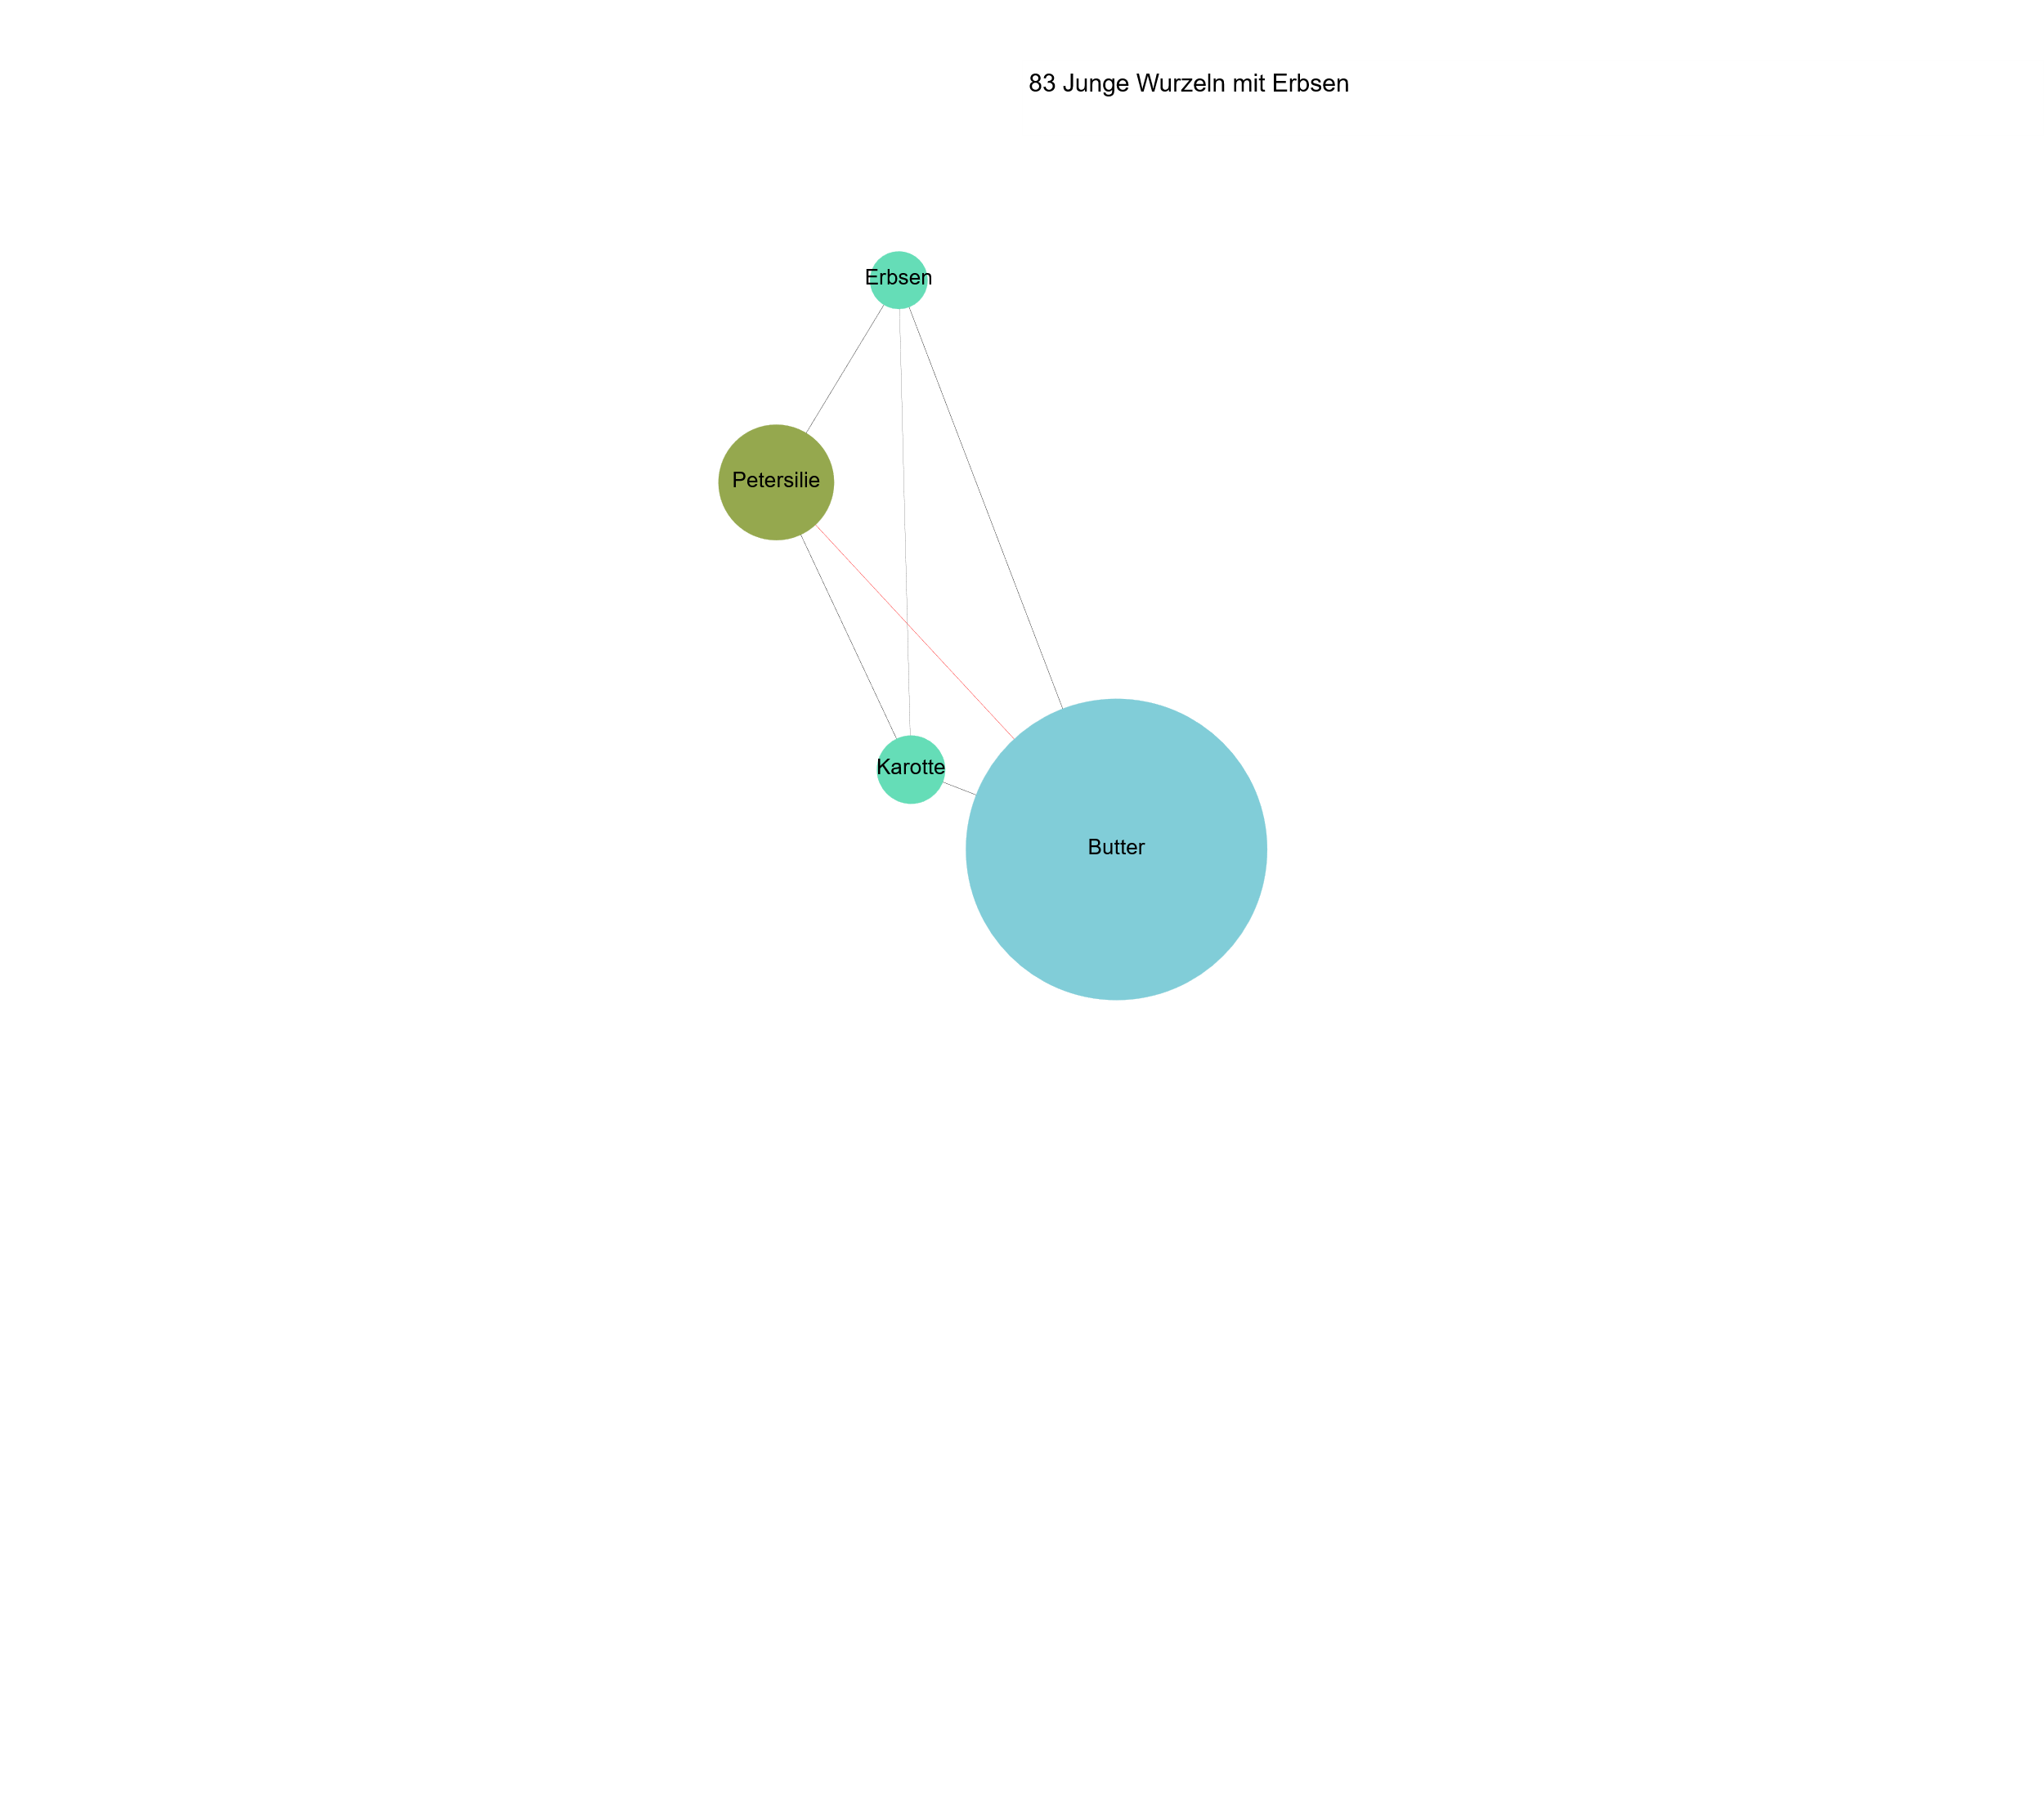 83 Junge Wurzeln mit Erbsen
Erbsen
Petersilie
Karotte
Butter